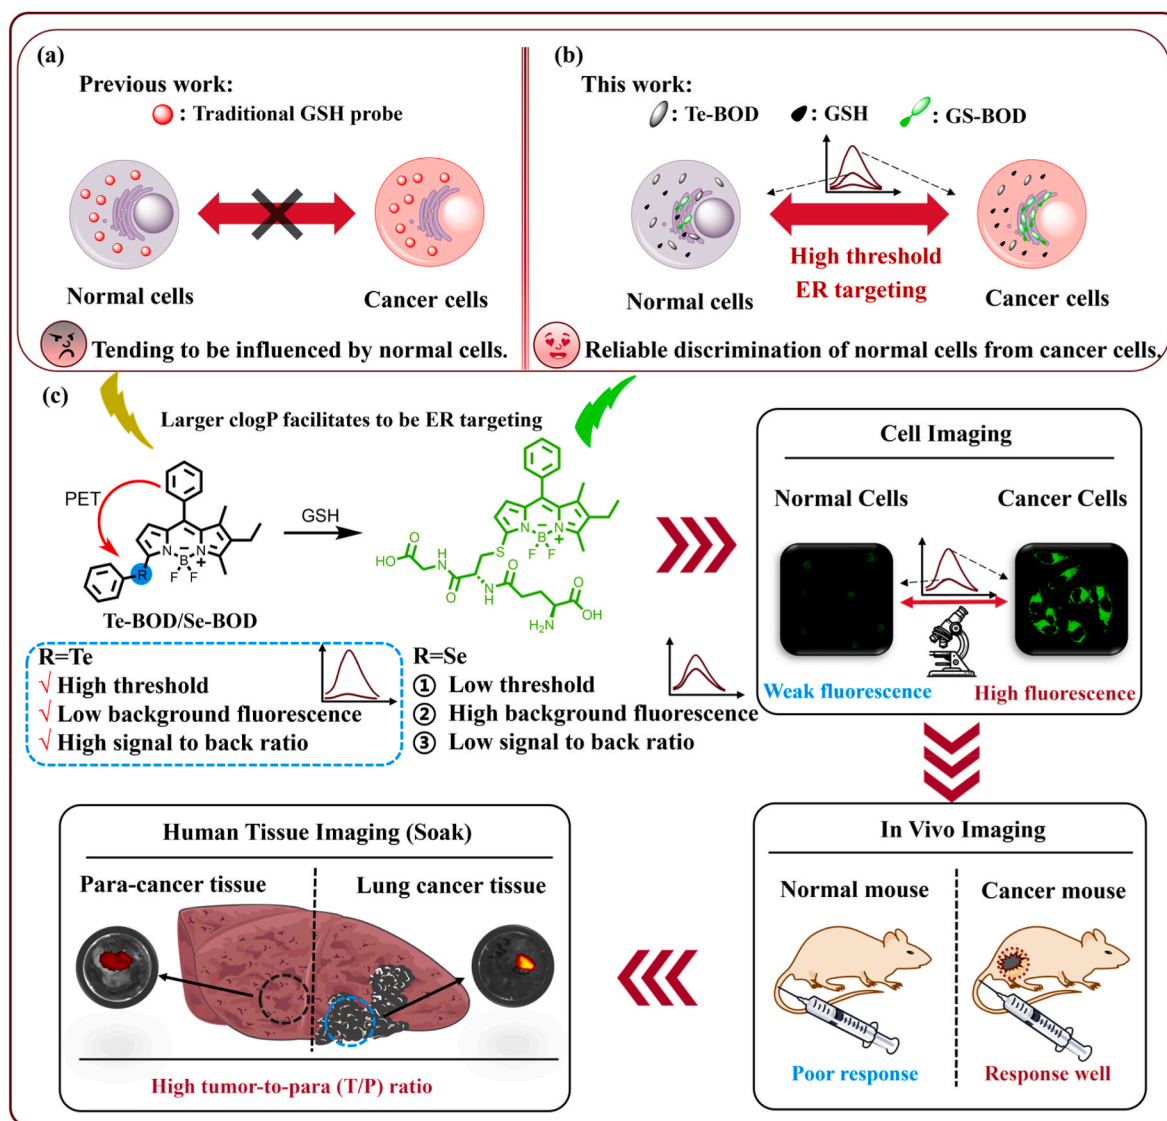 (a)
Previous work:
: Traditional GSH probe
Normal cells
Cancer cells
Tending to be influenced by normal cells.
(b)
This work:
: Te-BOD
: GSH
: GS-BOD
High threshold
ER targeting
Normal cells
Cancer cells
Reliable discrimination of normal cells from cancer cells.
(c)
Larger clogP facilitates to be ER targeting
PET
R
N
N
B
F
F
−
+
Te-BOD/Se-BOD
GSH
N
N
B
F
F
−
+
S
O
HO
N
H
O
N
H
O
O
OH
H₂N
R=Te
√ High threshold
√ Low background fluorescence
√ High signal to back ratio
R=Se
① Low threshold
② High background fluorescence
③ Low signal to back ratio
Cell Imaging
Normal Cells
Cancer Cells
Weak fluorescence
High fluorescence
In Vivo Imaging
Normal mouse
Cancer mouse
Poor response
Response well
Human Tissue Imaging (Soak)
Para-cancer tissue
Lung cancer tissue
High tumor-to-para (T/P) ratio